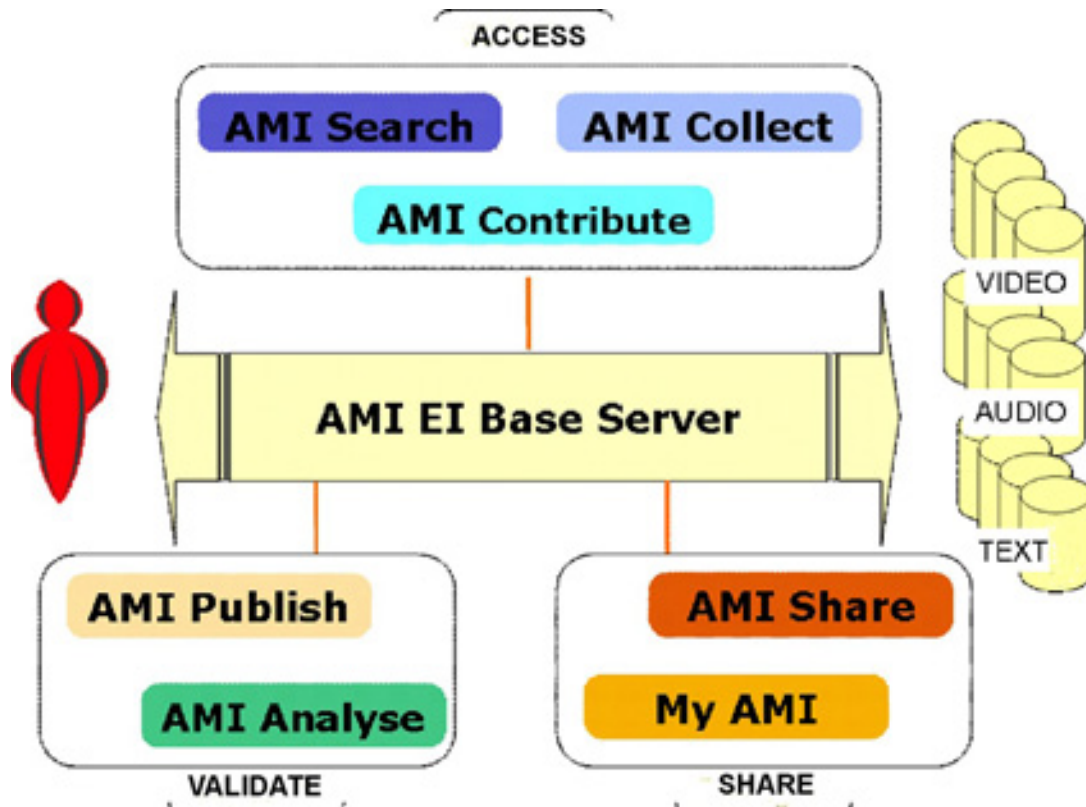 ACCESS
AMI Search
AMI Collect
AMI Contribute
VIDEO
AMI EI Base Server
AUDIO
TEXT
AMI Publish
AMI Share
AMI Analyse
My AMI
VALIDATE
SHARE